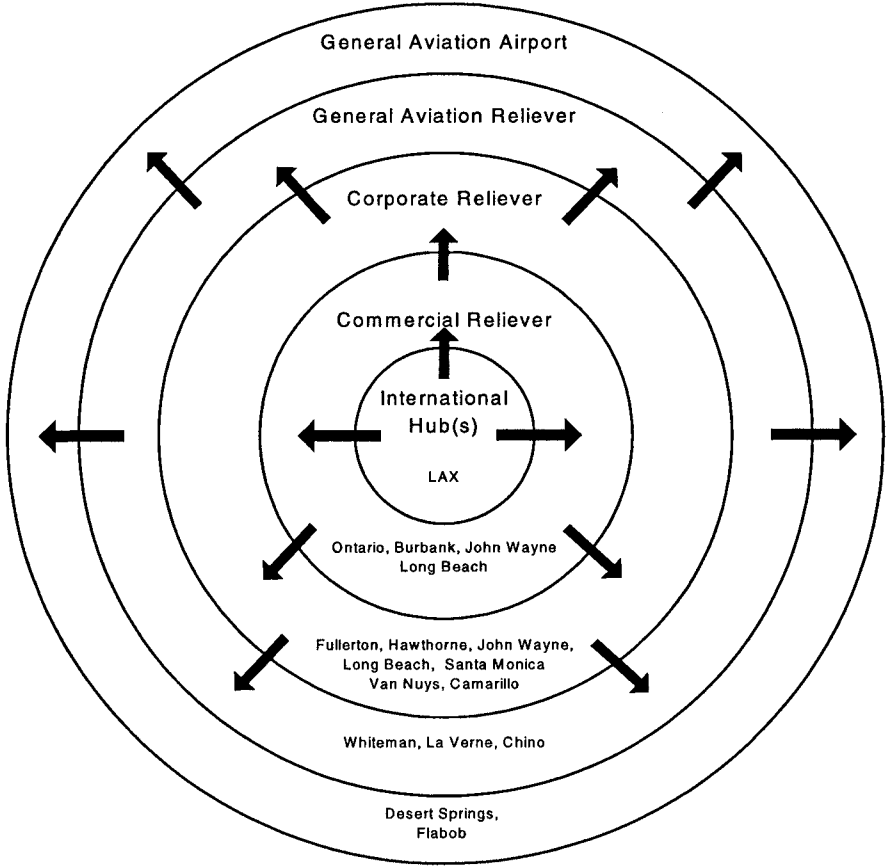 General Aviation Airport
General Aviation Reliever
Corporate Reliever
Commercial Reliever
International
Hub(s)
LAX
Ontario, Burbank, John Wayne
Long Beach
Fullerton, Hawthorne, John Wayne,
Long Beach, Santa Monica
Van Nuys, Camarillo
Whiteman, La Verne, Chino
Desert Springs,
Flabob